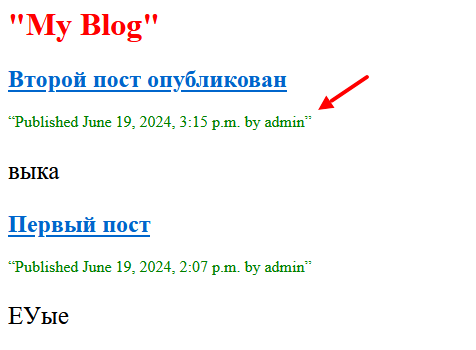 "My Blog"
Второй пост опубликован
“Published June 19, 2024, 3:15 p.m. by admin”
выка
Первый пост
“Published June 19, 2024, 2:07 p.m. by admin”
ЕУые